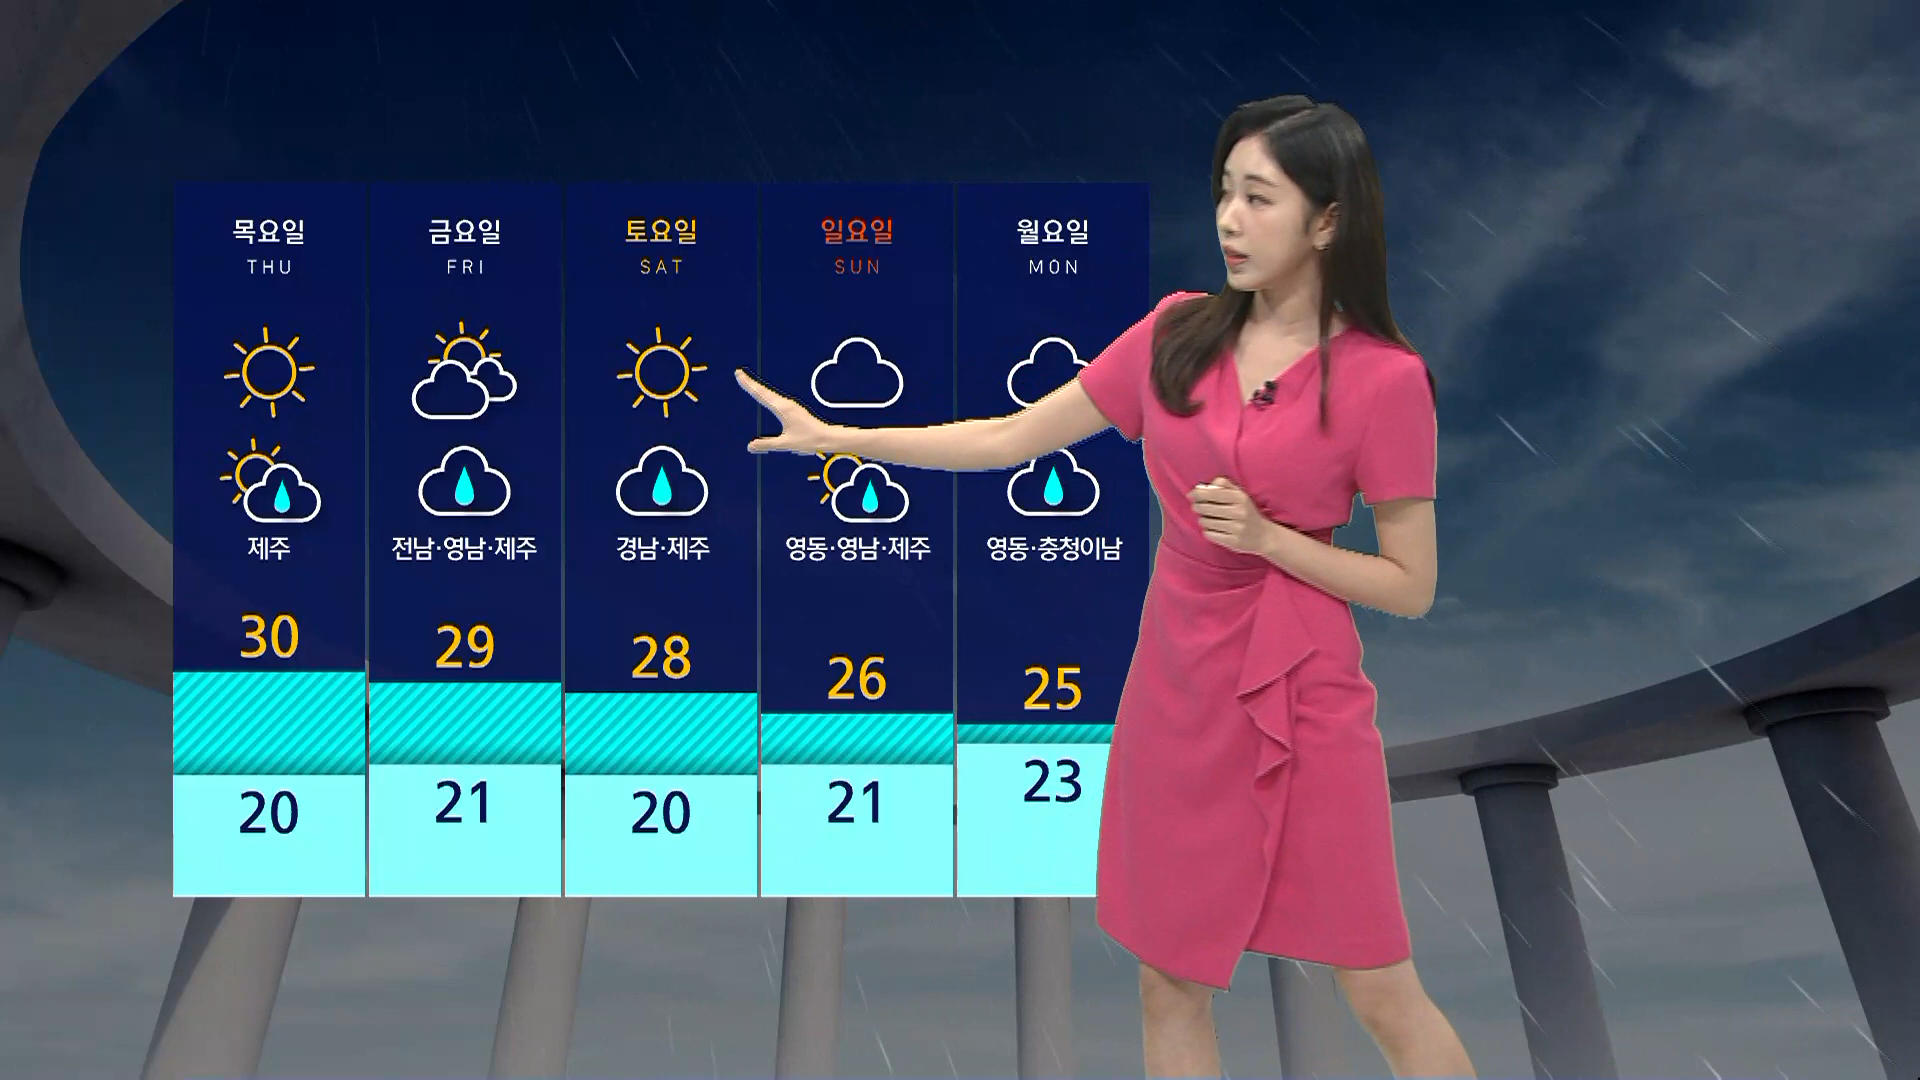 목요일
THU
제주
30
20
금요일
FRI
전남·영남·제주
29
21
토요일
SAT
경남·제주
28
20
일요일
SUN
영동·영남·제주
26
21
월요일
MON
영동·충청이남
25
23